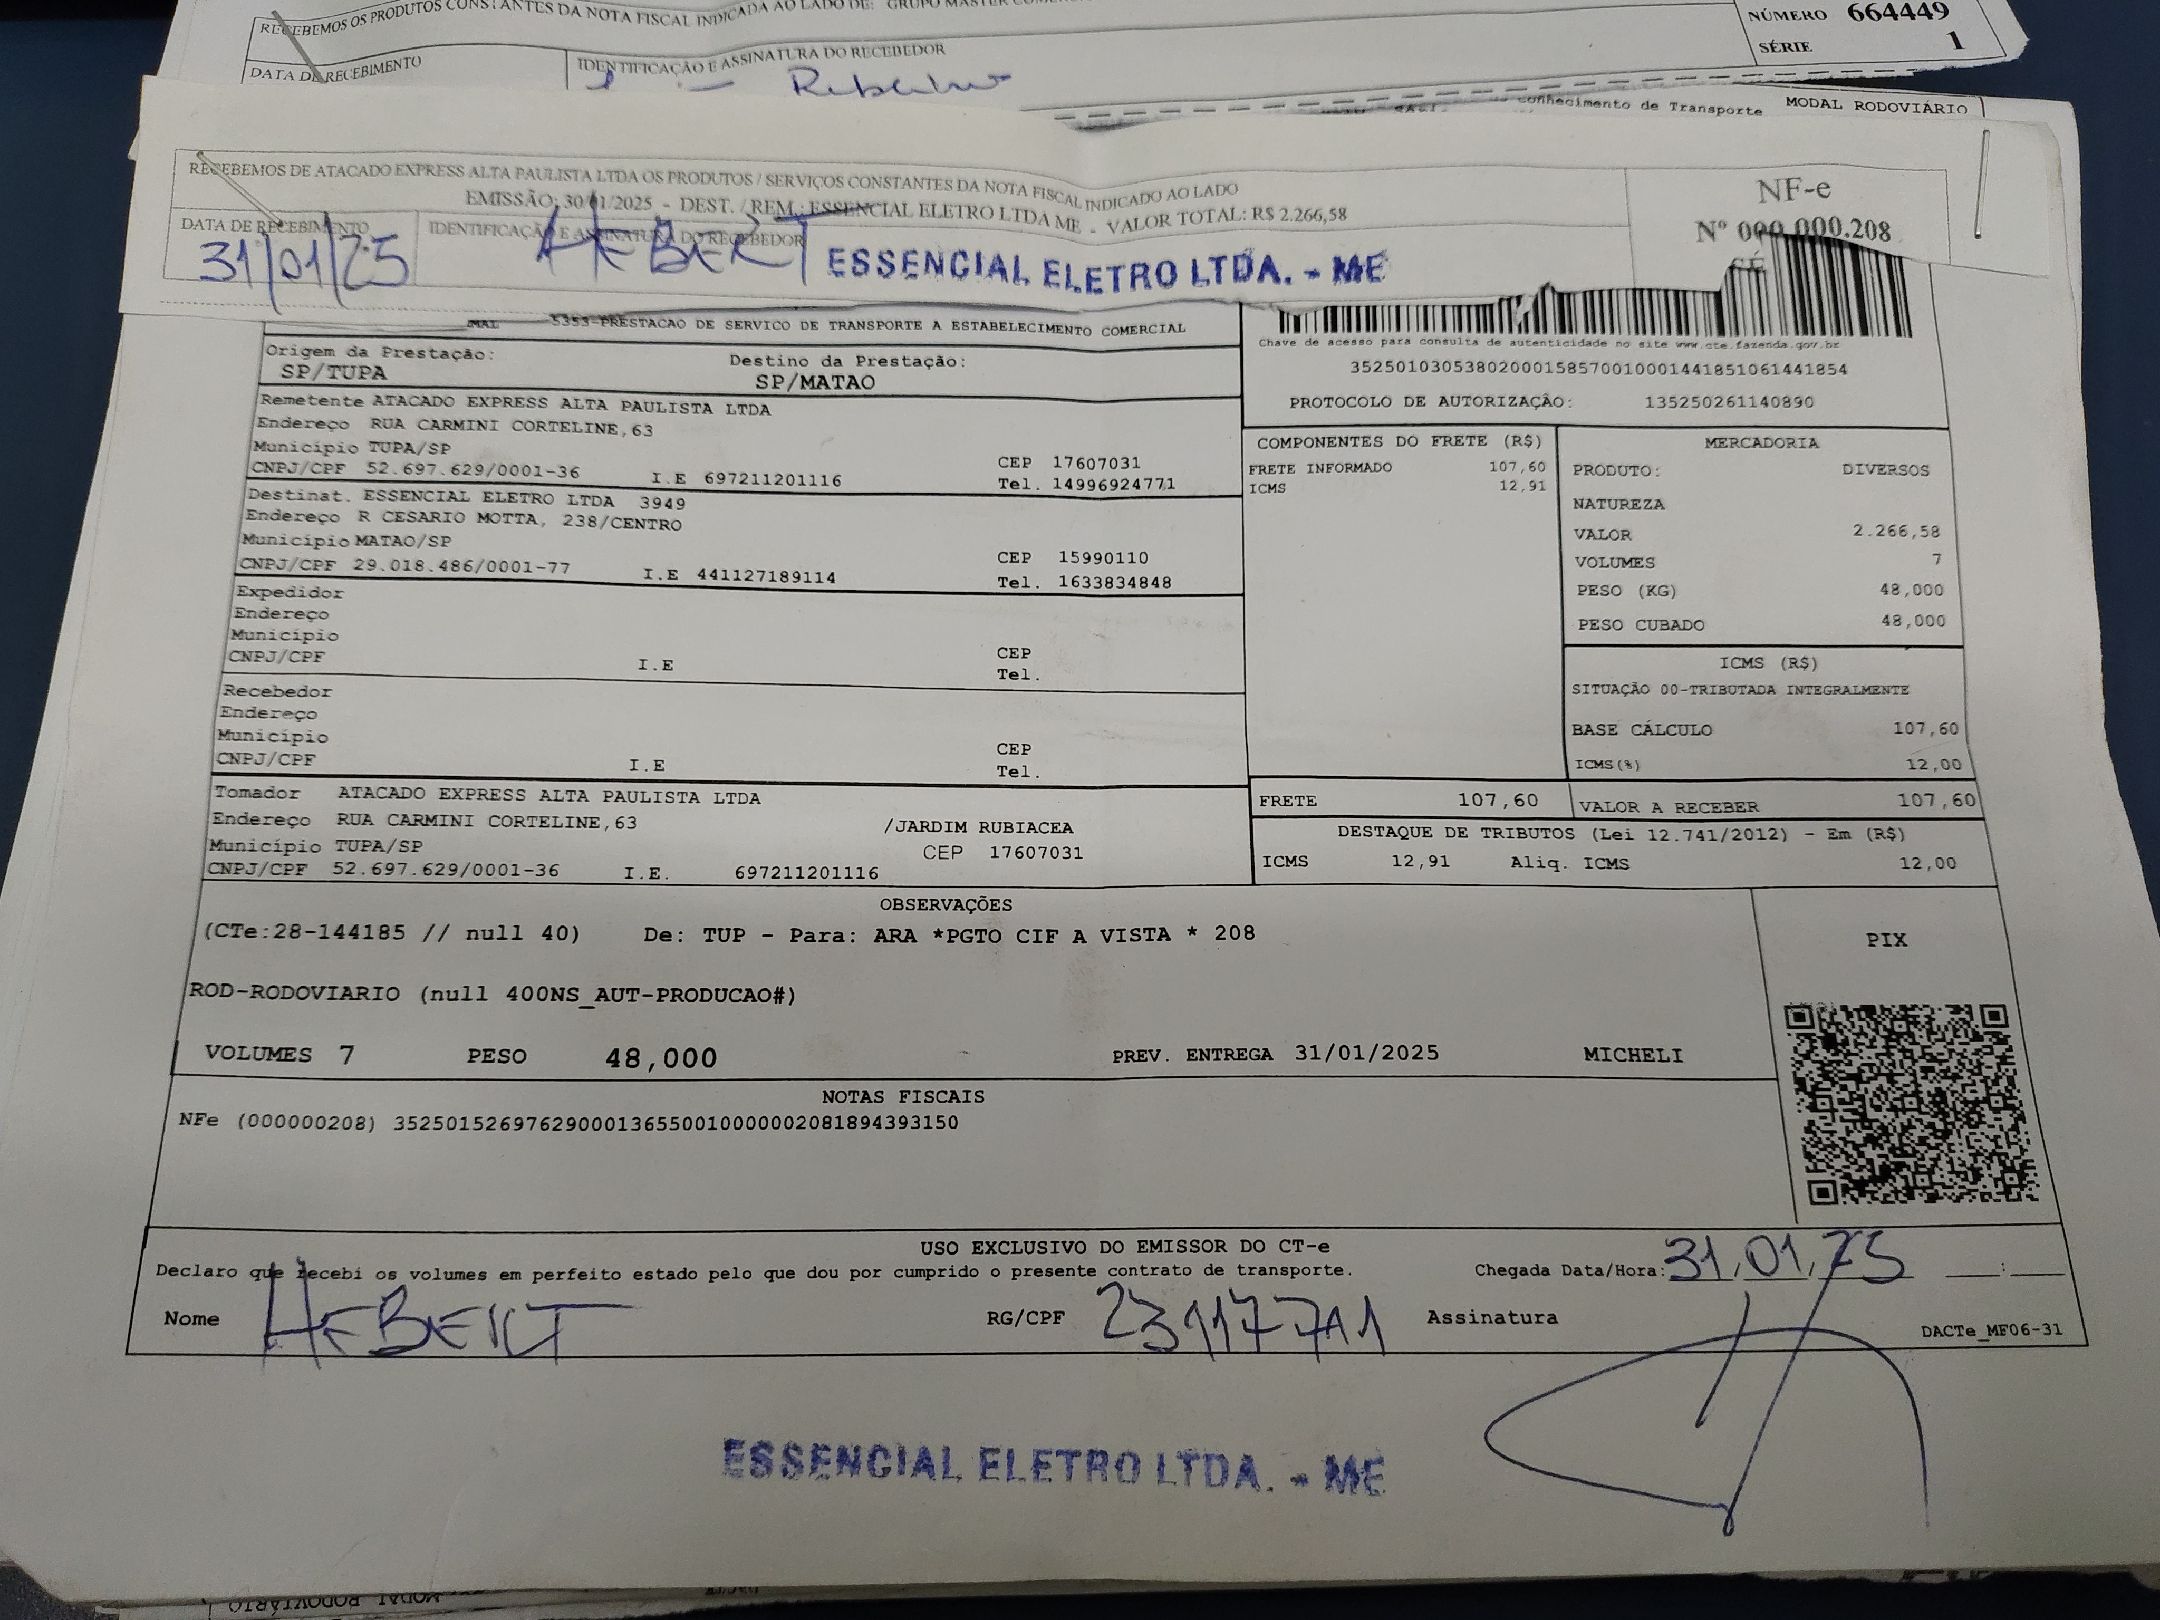 RECEBEMOS OS PRODUTOS CONSTANTES DA NOTA FISCAL INDICADA AO LADO DE: GRUPO MASTER
NÚMERO 664449
SÉRIE 1
DATA DE RECEBIMENTO
IDENTIFICAÇÃO E ASSINATURA DO RECEBEDOR
Conhecimento de Transporte MODAL RODOVIÁRIO
RECEBEMOS DE ATACADO EXPRESS ALTA PAULISTA LTDA OS PRODUTOS / SERVIÇOS CONSTANTES DA NOTA FISCAL INDICADO AO LADO
EMISSÃO: 30/01/2025 - DEST. / REM.: ESSENCIAL ELETRO LTDA ME - VALOR TOTAL: R$ 2.266,58
NF-e
Nº 000.000.208
DATA DE RECEBIMENTO
IDENTIFICAÇÃO E ASSINATURA DO RECEBEDOR
31/01/25
HEBERT
ESSENCIAL ELETRO LTDA. - ME
5353-PRESTACAO DE SERVICO DE TRANSPORTE A ESTABELECIMENTO COMERCIAL
Chave de acesso para consulta de autenticidade no site www.cte.fazenda.gov.br
35250103053802000158570010001441851061441854
PROTOCOLO DE AUTORIZAÇÃO: 135250261140890
Origem da Prestação:
SP/TUPA
Destino da Prestação:
SP/MATAO
Remetente ATACADO EXPRESS ALTA PAULISTA LTDA
Endereço RUA CARMINI CORTELINE,63
Município TUPA/SP
CEP 17607031
CNPJ/CPF 52.697.629/0001-36 I.E 697211201116 Tel. 14996924771
Destinat. ESSENCIAL ELETRO LTDA 3949
Endereço R CESARIO MOTTA, 238/CENTRO
Município MATAO/SP
CEP 15990110
CNPJ/CPF 29.018.486/0001-77 I.E 441127189114 Tel. 1633834848
Expedidor
Endereço
Município
CEP
CNPJ/CPF I.E Tel.
Recebedor
Endereço
Município
CEP
CNPJ/CPF I.E Tel.
Tomador ATACADO EXPRESS ALTA PAULISTA LTDA
Endereço RUA CARMINI CORTELINE,63 /JARDIM RUBIACEA
Município TUPA/SP CEP 17607031
CNPJ/CPF 52.697.629/0001-36 I.E. 697211201116
COMPONENTES DO FRETE (R$)
FRETE INFORMADO 107,60
ICMS 12,91
MERCADORIA
PRODUTO: DIVERSOS
NATUREZA
VALOR 2.266,58
VOLUMES 7
PESO (KG) 48,000
PESO CUBADO 48,000
ICMS (R$)
SITUAÇÃO 00-TRIBUTADA INTEGRALMENTE
BASE CÁLCULO 107,60
ICMS(%) 12,00
FRETE 107,60 VALOR A RECEBER 107,60
DESTAQUE DE TRIBUTOS (Lei 12.741/2012) - Em (R$)
ICMS 12,91 Aliq. ICMS 12,00
OBSERVAÇÕES
(CTe:28-144185 // null 40) De: TUP - Para: ARA *PGTO CIF A VISTA * 208
PIX
ROD-RODOVIARIO (null 400NS_AUT-PRODUCAO#)
VOLUMES 7 PESO 48,000 PREV. ENTREGA 31/01/2025 MICHELI
NOTAS FISCAIS
NFe (000000208) 35250152697629000136550010000002081894393150
USO EXCLUSIVO DO EMISSOR DO CT-e
Declaro que recebi os volumes em perfeito estado pelo que dou por cumprido o presente contrato de transporte. Chegada Data/Hora: 31,01,25 :
Nome HEBERT RG/CPF 23117711 Assinatura
DACTe_MF06-31
ESSENCIAL ELETRO LTDA. - ME
MODAL RODOVIÁRIO